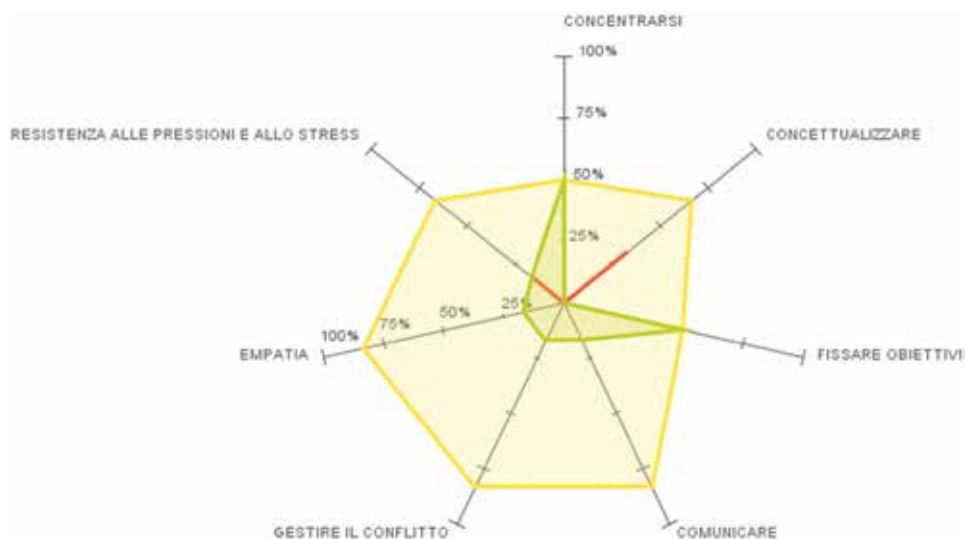 CONCENTRARSI
100%
75%
50%
25%
CONCETTUALIZZARE
RESISTENZA ALLE PRESSIONI E ALLO STRESS
25%
50%
75%
100%
EMPATIA
FISSARE OBIETTIVI
GESTIRE IL CONFLITTO
COMUNICARE